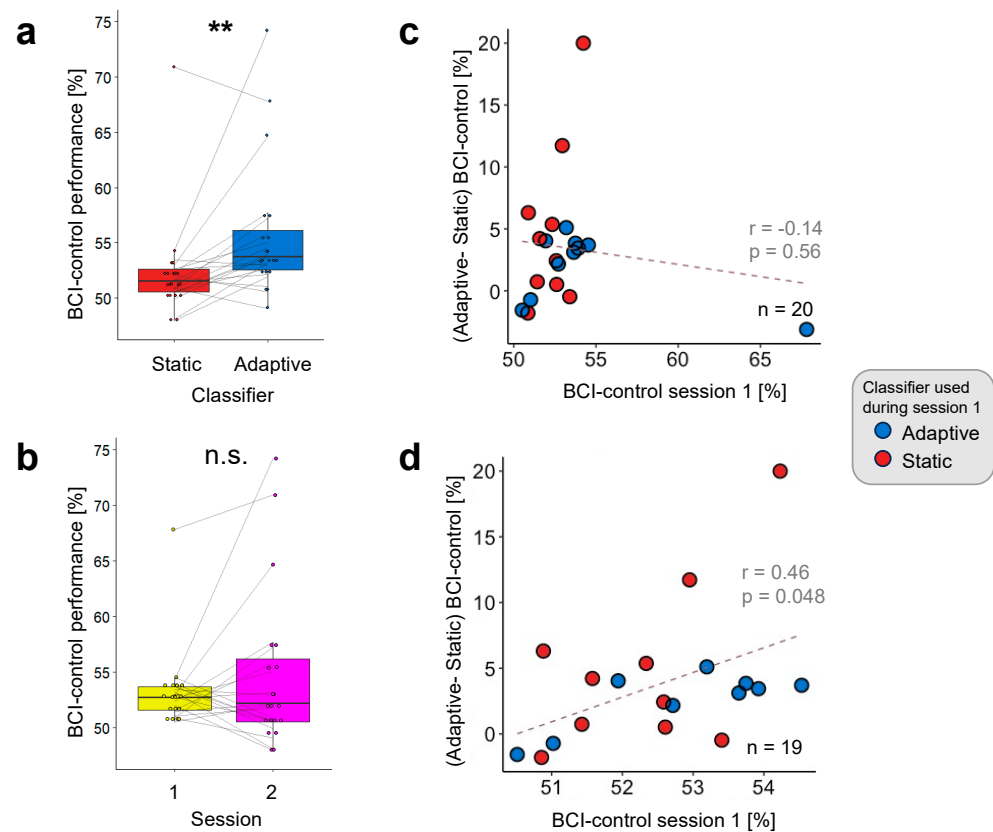 a
**
BCI-control performance [%]
75
70
65
60
55
50
Static
Adaptive
Classifier
b
n.s.
BCI-control performance [%]
75
70
65
60
55
50
1
2
Session
c
(Adaptive- Static) BCI-control [%]
20
15
10
5
0
r = -0.14
p = 0.56
n = 20
50
55
60
65
BCI-control session 1 [%]
Classifier used
during session 1
Adaptive
Static
d
(Adaptive- Static) BCI-control [%]
20
15
10
5
0
r = 0.46
p = 0.048
n = 19
51
52
53
54
BCI-control session 1 [%]